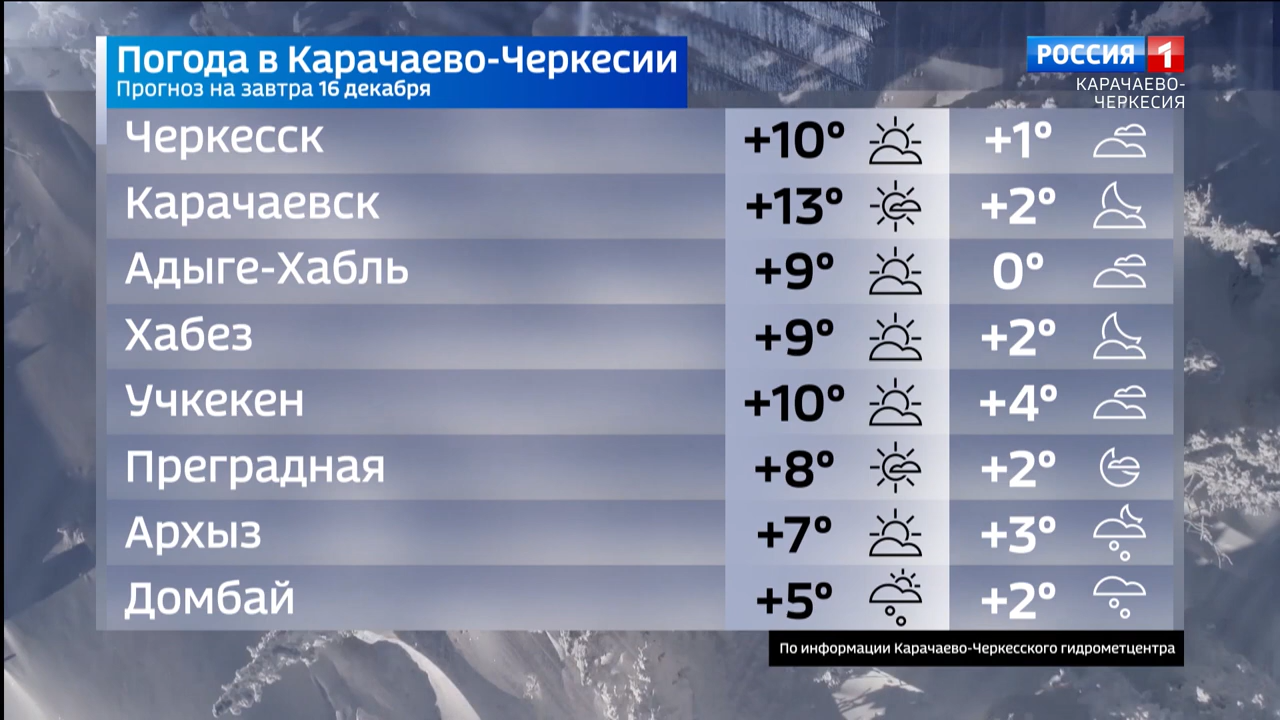 Погода в Карачаево-Черкесии
Прогноз на завтра 16 декабря
РОССИЯ 1
КАРАЧАЕВО-
ЧЕРКЕСИЯ
Черкесск +10° +1°
Карачаевск +13° +2°
Адыге-Хабль +9° 0°
Хабез +9° +2°
Учкекен +10° +4°
Преградная +8° +2°
Архыз +7° +3°
Домбай +5° +2°
По информации Карачаево-Черкесского гидрометцентра